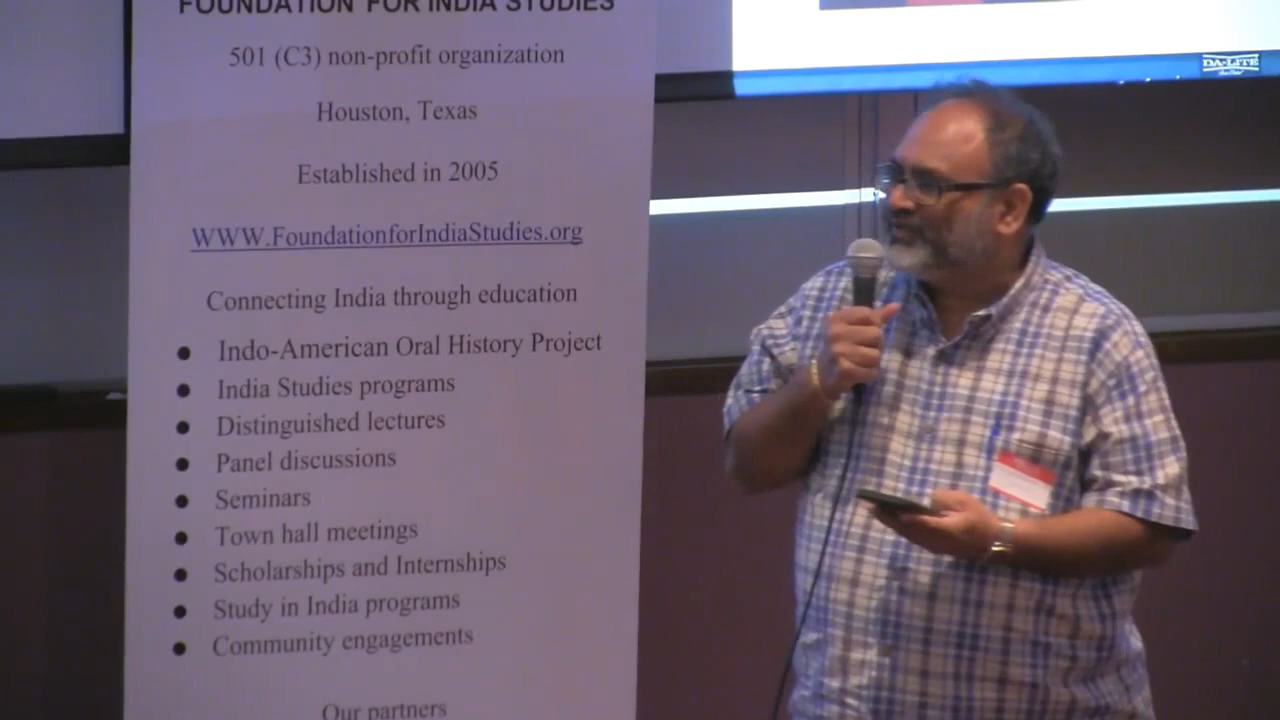 FOUNDATION FOR INDIA STUDIES
501 (C3) non-profit organization
Houston, Texas
Established in 2005
WWW.FoundationforIndiaStudies.org
Connecting India through education
● Indo-American Oral History Project
● India Studies programs
● Distinguished lectures
● Panel discussions
● Seminars
● Town hall meetings
● Scholarships and Internships
● Study in India programs
● Community engagements
Our partners
DA-LITE